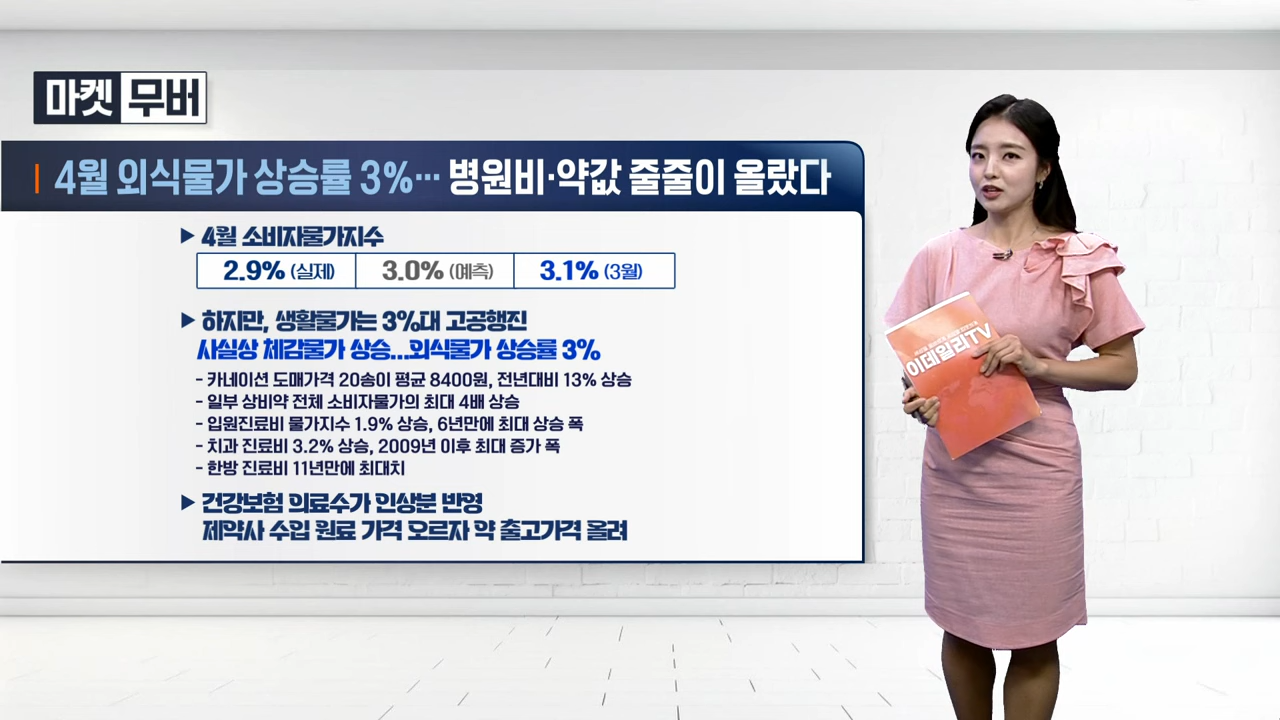 마켓무버
4월 외식물가 상승률 3%··· 병원비·약값 줄줄이 올랐다
▶ 4월 소비자물가지수
2.9% (실제) 3.0% (예측) 3.1% (3월)
▶ 하지만, 생활물가는 3%대 고공행진
사실상 체감물가 상승...외식물가 상승률 3%
- 카네이션 도매가격 20송이 평균 8400원, 전년대비 13% 상승
- 일부 상비약 전체 소비자물가의 최대 4배 상승
- 입원진료비 물가지수 1.9% 상승, 6년만에 최대 상승 폭
- 치과 진료비 3.2% 상승, 2009년 이후 최대 증가 폭
- 한방 진료비 11년만에 최대치
▶ 건강보험 의료수가 인상분 반영
제약사 수입 원료 가격 오르자 약 출고가격 올려
이데일리TV